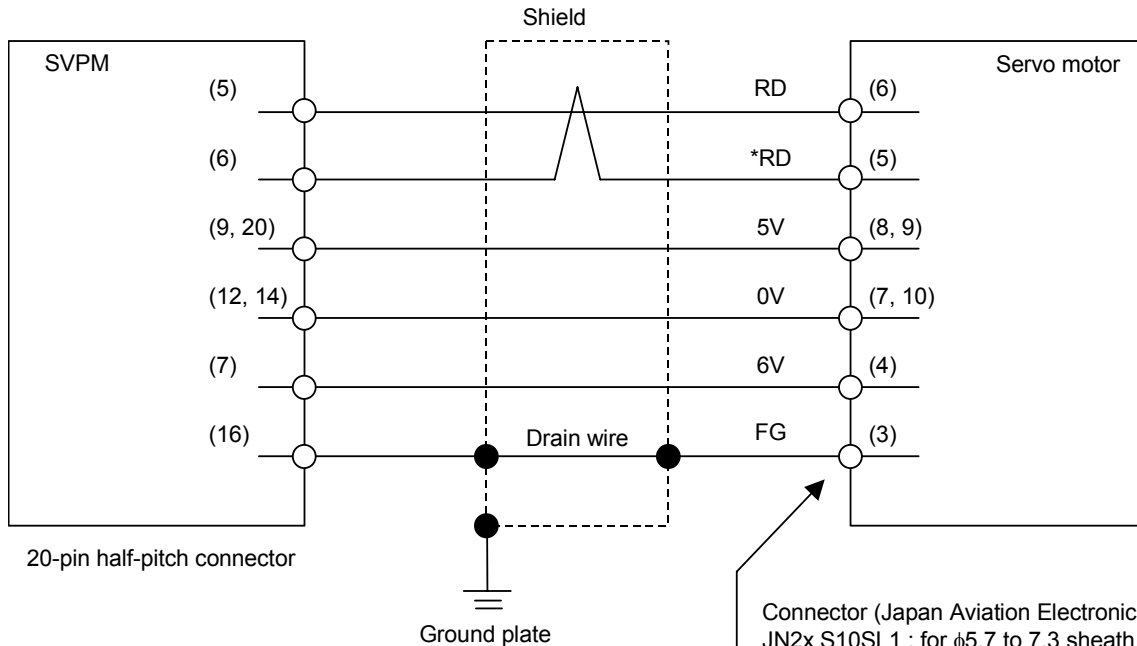 Shield
SVPM
Servo motor
(5) RD (6)
(6) *RD (5)
(9, 20) 5V (8, 9)
(12, 14) 0V (7, 10)
(7) 6V (4)
(16) Drain wire FG (3)
20-pin half-pitch connector
Ground plate
Connector (Japan Aviation Electronic
JN2x S10SL1 : for φ5.7 to 7.3 sheath